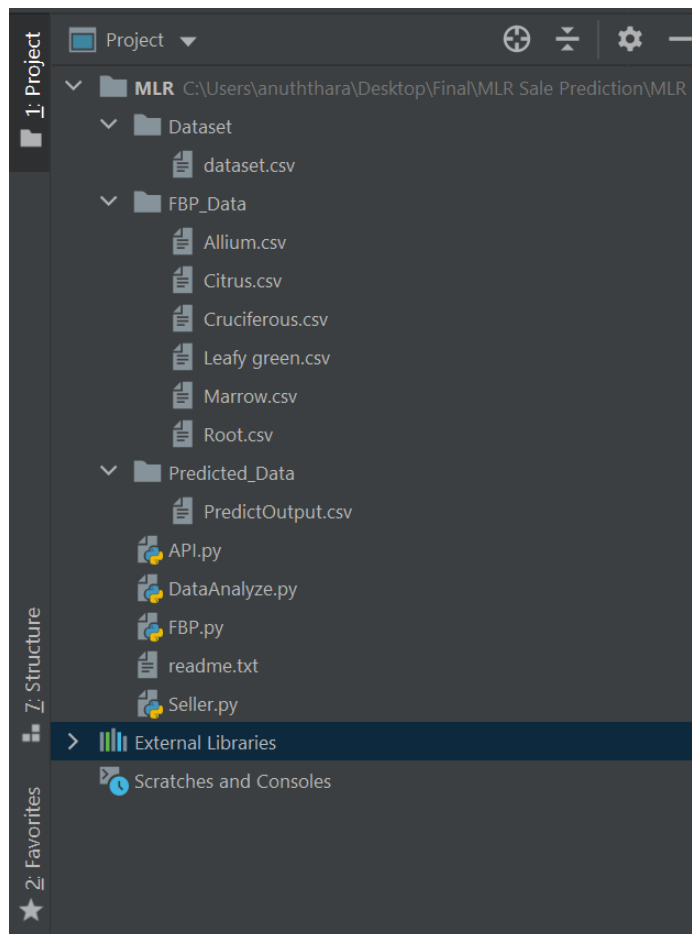 Project
MLR C:\Users\anuththara\Desktop\Final\MLR Sale Prediction\MLR
Dataset
dataset.csv
FBP_Data
Allium.csv
Citrus.csv
Cruciferous.csv
Leafy green.csv
Marrow.csv
Root.csv
Predicted_Data
PredictOutput.csv
API.py
DataAnalyze.py
FBP.py
readme.txt
Seller.py
External Libraries
Scratches and Consoles
1: Project
7: Structure
2: Favorites